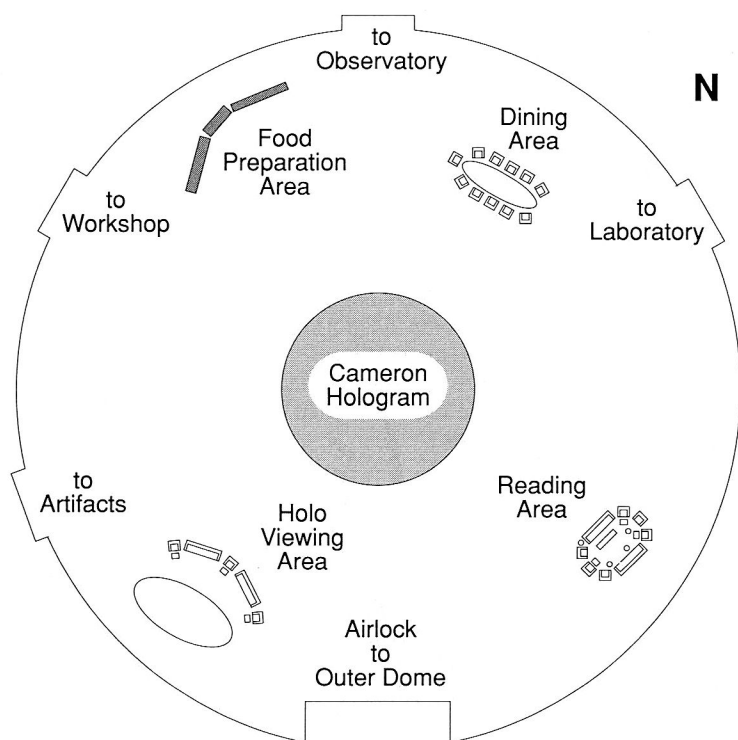 to
Observatory
N
Dining
Area
Food
Preparation
Area
to
Workshop
to
Laboratory
Cameron
Hologram
to
Artifacts
Reading
Area
Holo
Viewing
Area
Airlock
to
Outer Dome